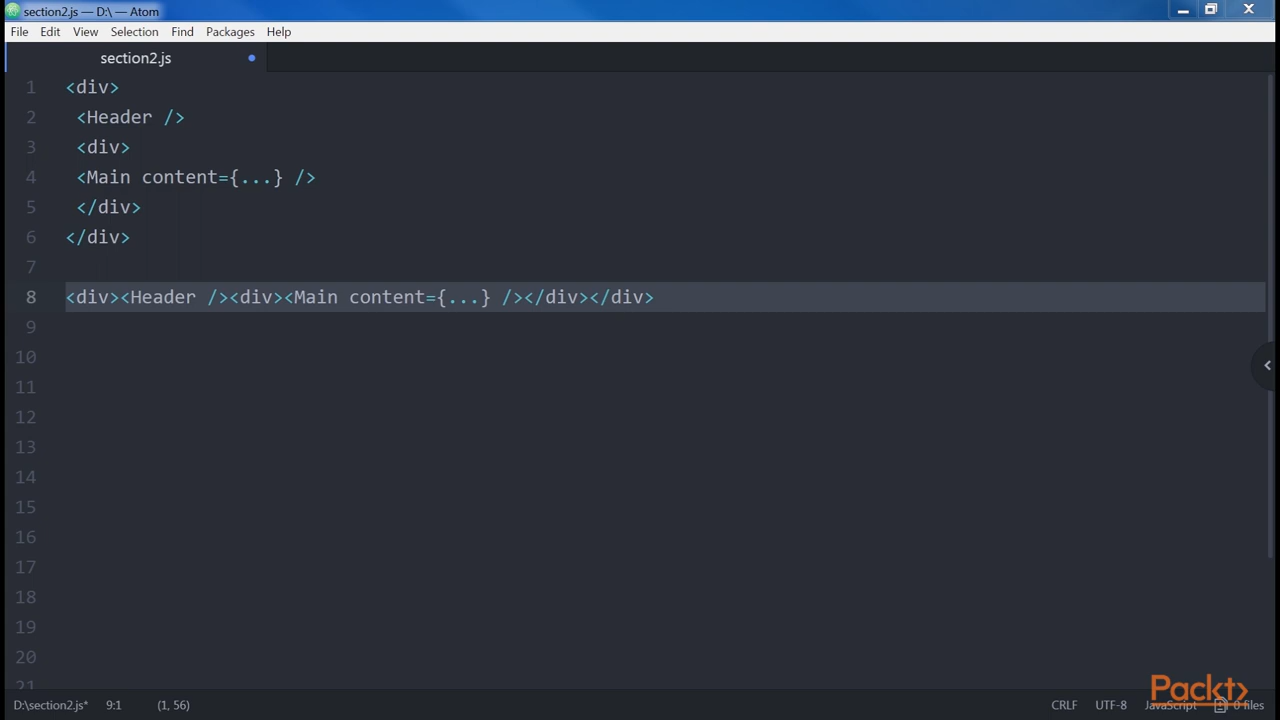 section2.js — D:\ — Atom
File Edit View Selection Find Packages Help
section2.js
1 <div>
2  <Header />
3  <div>
4  <Main content={...} />
5  </div>
6 </div>
7
8 <div><Header /><div><Main content={...} /></div></div>
9
10
11
12
13
14
15
16
17
18
19
20
21
Packt>
D:\section2.js* 9:1 (1, 56) CRLF UTF-8 JavaScript 0 files